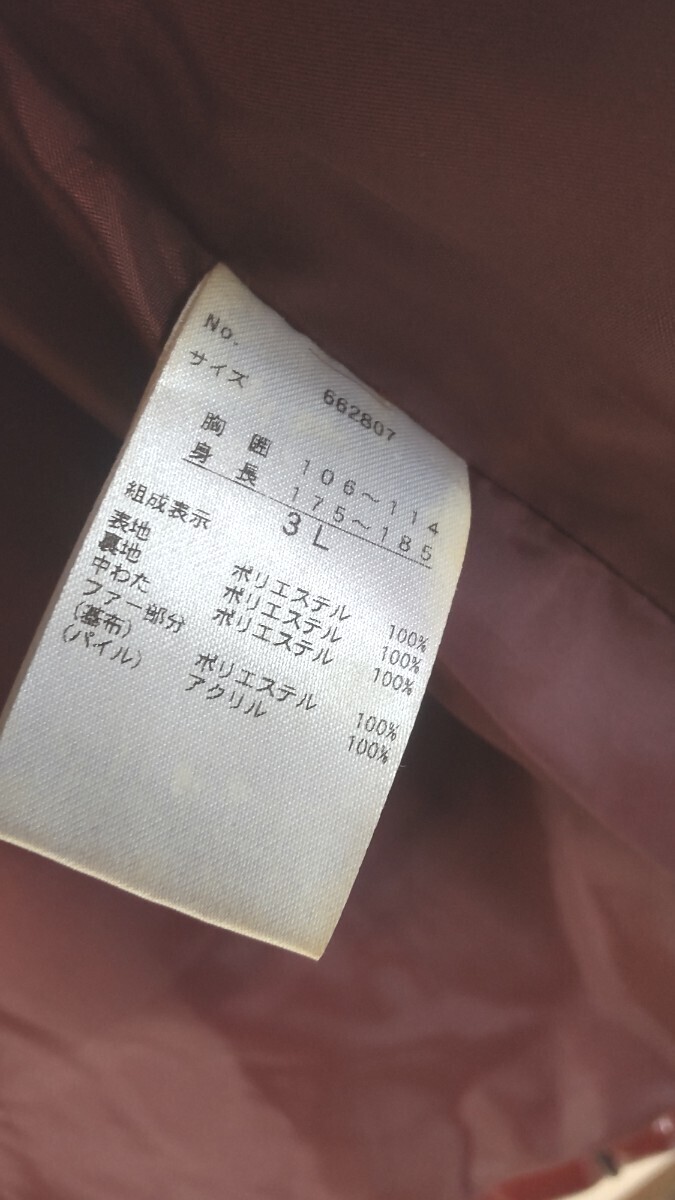 No. 662807
サイズ
胸囲 106～114
身長 175～185
3L
組成表示
表地 ポリエステル 100%
裏地 ポリエステル 100%
中わた ポリエステル 100%
ファー部分
(基布) ポリエステル 100%
(パイル) アクリル 100%